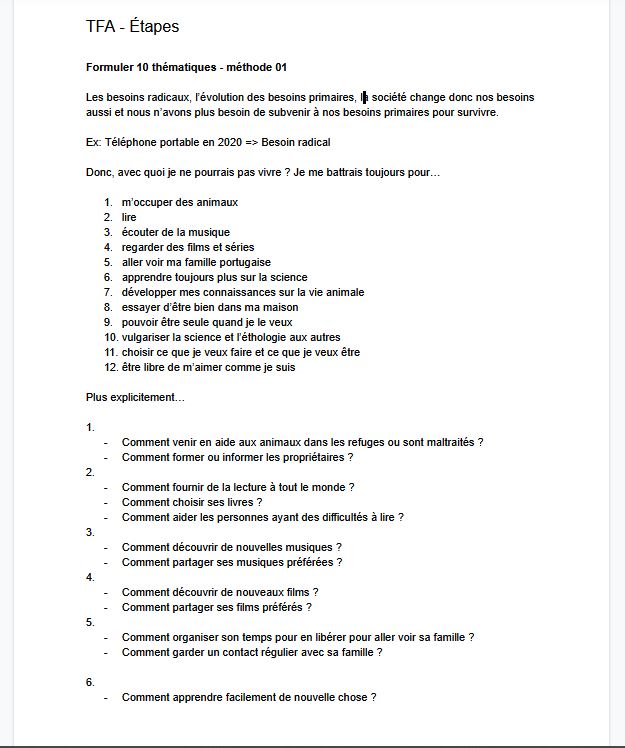 TFA - Étapes
Formuler 10 thématiques - méthode 01
Les besoins radicaux, l'évolution des besoins primaires, la société change donc nos besoins
aussi et nous n'avons plus besoin de subvenir à nos besoins primaires pour survivre.
Ex: Téléphone portable en 2020 => Besoin radical
Donc, avec quoi je ne pourrais pas vivre ? Je me battrais toujours pour…
1. m'occuper des animaux
2. lire
3. écouter de la musique
4. regarder des films et séries
5. aller voir ma famille portugaise
6. apprendre toujours plus sur la science
7. développer mes connaissances sur la vie animale
8. essayer d'être bien dans ma maison
9. pouvoir être seule quand je le veux
10. vulgariser la science et l'éthologie aux autres
11. choisir ce que je veux faire et ce que je veux être
12. être libre de m'aimer comme je suis
Plus explicitement…
1.
- Comment venir en aide aux animaux dans les refuges ou sont maltraités ?
- Comment former ou informer les propriétaires ?
2.
- Comment fournir de la lecture à tout le monde ?
- Comment choisir ses livres ?
- Comment aider les personnes ayant des difficultés à lire ?
3.
- Comment découvrir de nouvelles musiques ?
- Comment partager ses musiques préférées ?
4.
- Comment découvrir de nouveaux films ?
- Comment partager ses films préférés ?
5.
- Comment organiser son temps pour en libérer pour aller voir sa famille ?
- Comment garder un contact régulier avec sa famille ?
6.
- Comment apprendre facilement de nouvelle chose ?